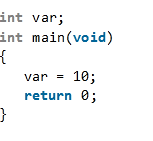 int var;
int main(void)
{
    var = 10;
    return 0;
}